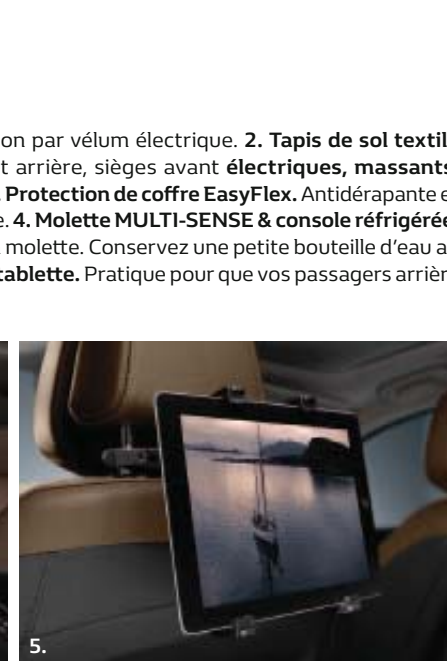 on par vélum électrique. 2. Tapis de sol textil
t arrière, sièges avant électriques, massants
. Protection de coffre EasyFlex. Antidérapante e
e. 4. Molette MULTI-SENSE & console réfrigérée
molette. Conservez une petite bouteille d'eau a
tablette. Pratique pour que vos passagers arrièr
5.